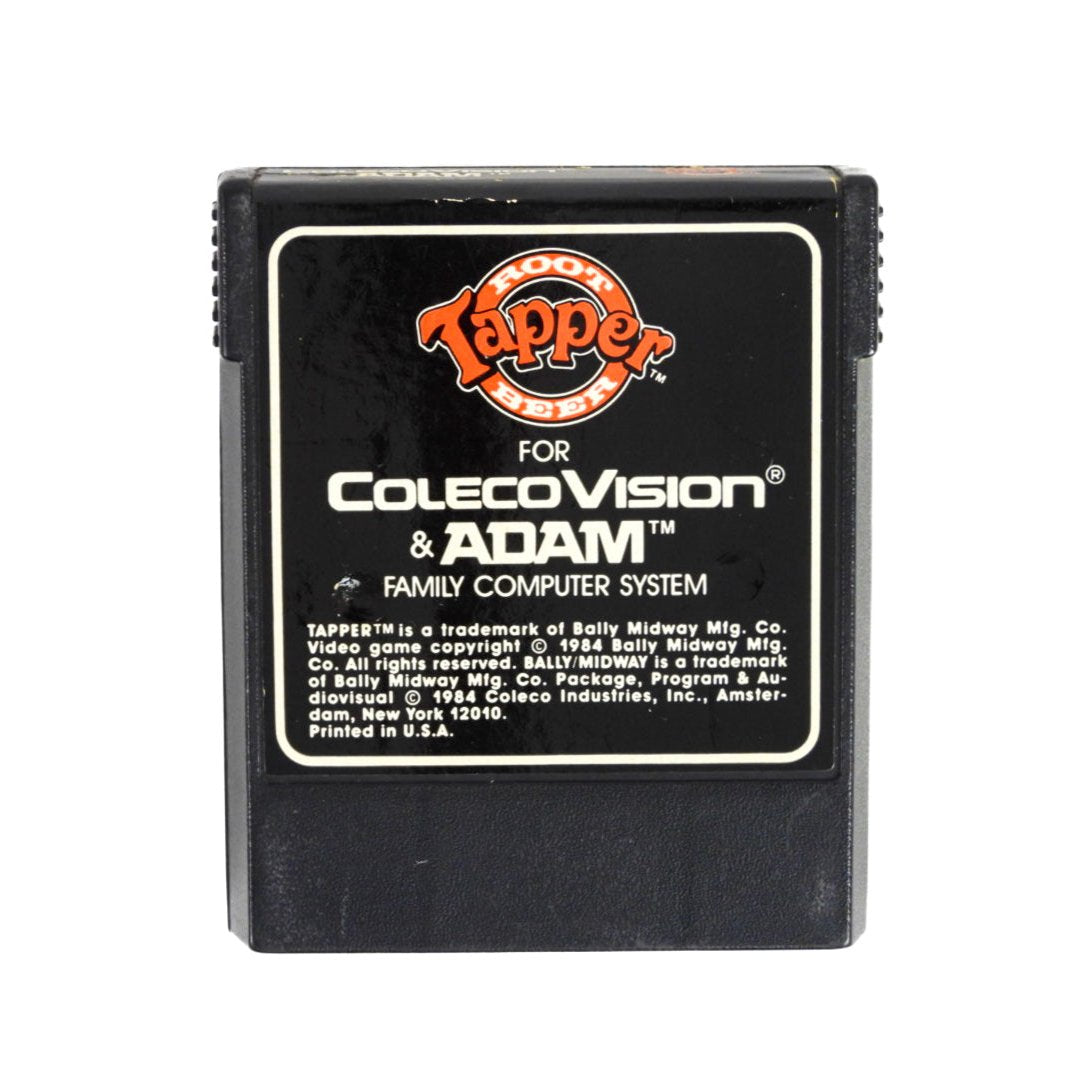 ADAM™
ROOT
Tapper™
BEER
FOR
COLECOVISION®
& ADAM™
FAMILY COMPUTER SYSTEM
TAPPER™ is a trademark of Bally Midway Mfg. Co.
Video game copyright © 1984 Bally Midway Mfg.
Co. All rights reserved. BALLY/MIDWAY is a trademark
of Bally Midway Mfg. Co. Package, Program & Au-
diovisual © 1984 Coleco Industries, Inc., Amster-
dam, New York 12010.
Printed in U.S.A.